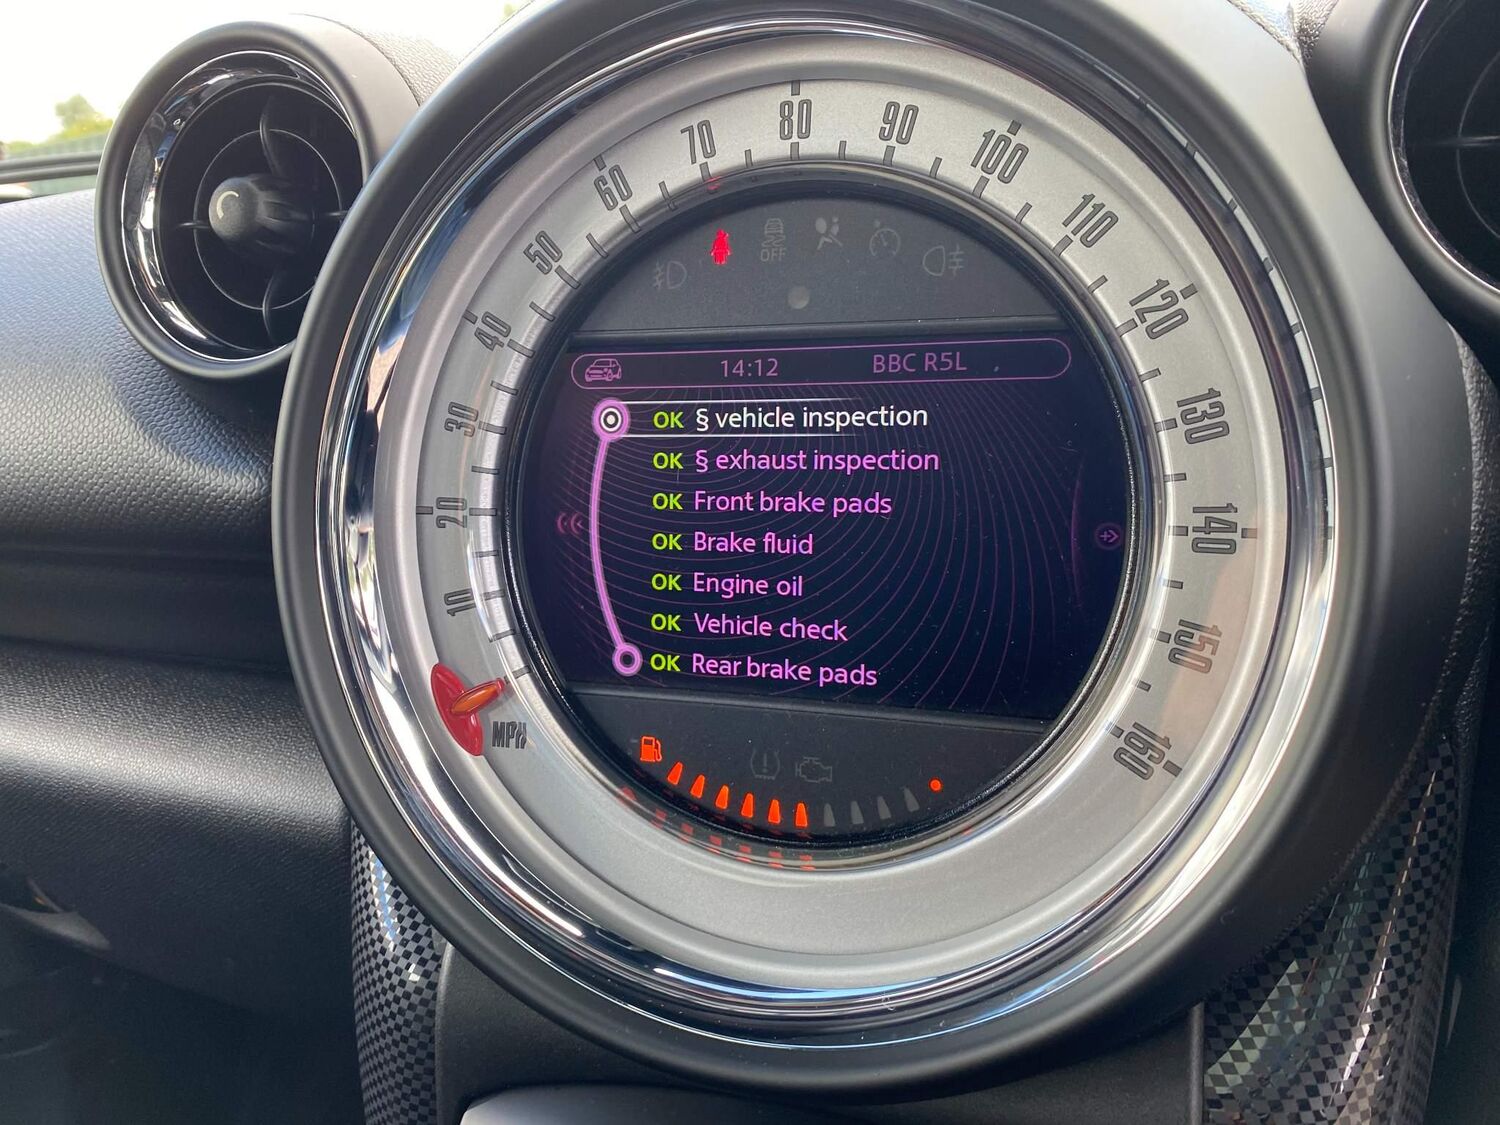 80
70
90
60
100
50
110
OFF
40
120
14:12 BBC R5L
30
130
OK § vehicle inspection
OK § exhaust inspection
OK Front brake pads
20
140
OK Brake fluid
OK Engine oil
10
150
OK Vehicle check
OK Rear brake pads
MPH
160